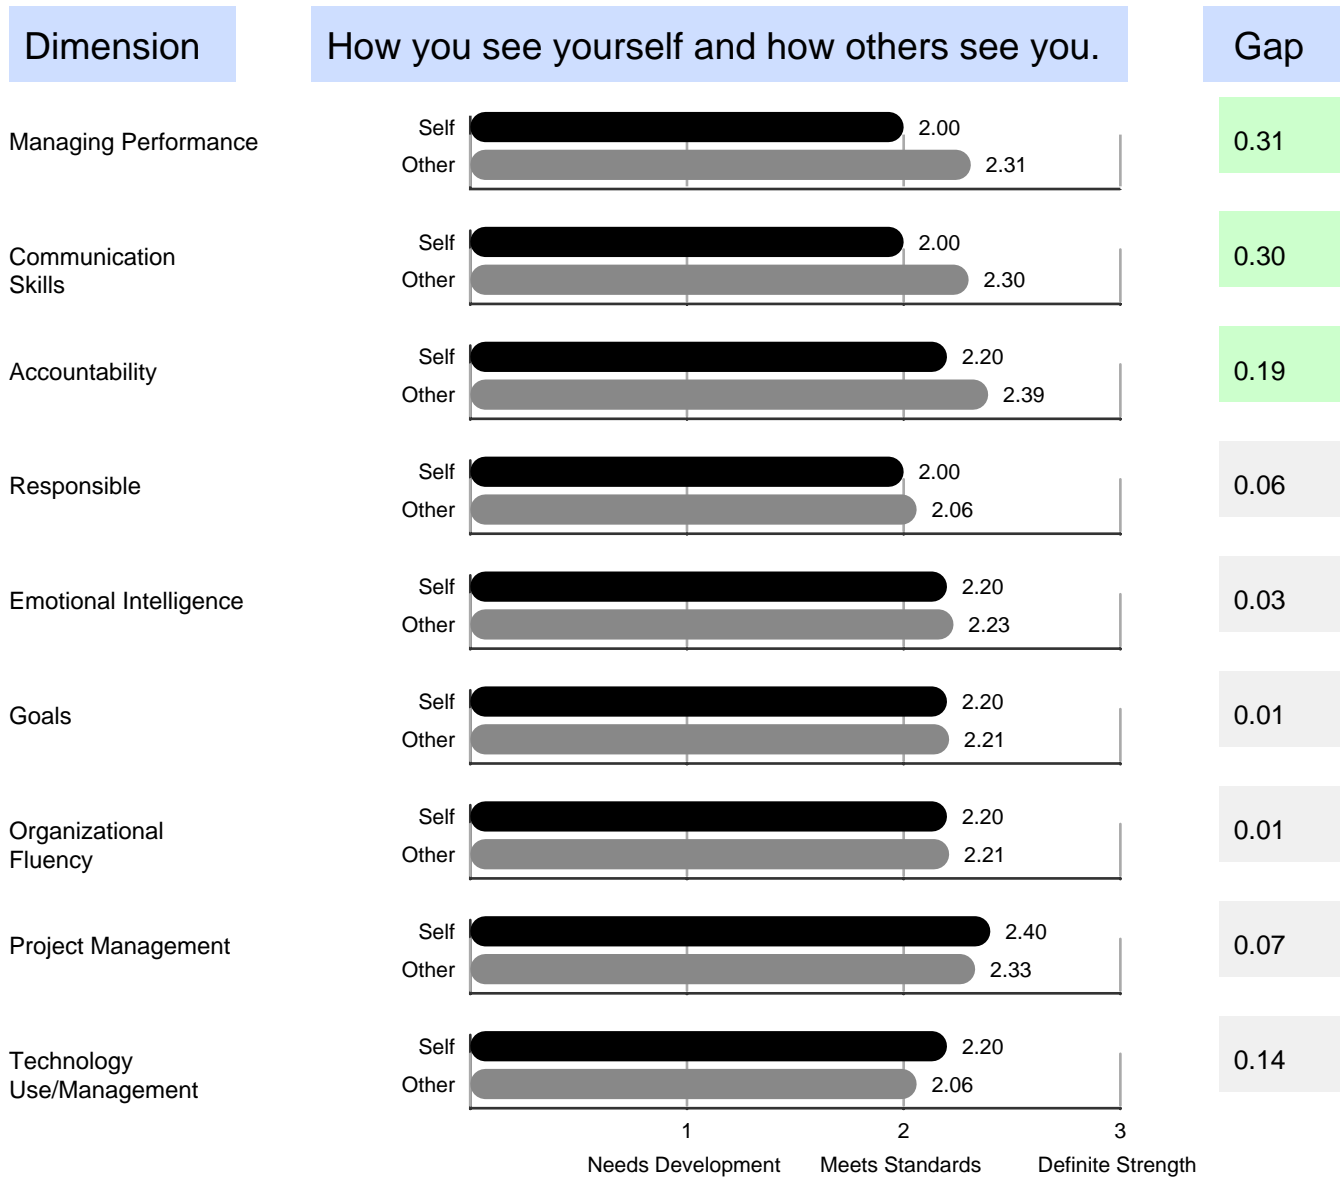 Dimension
How you see yourself and how others see you.
Gap
Managing Performance
Self
2.00
Other
2.31
0.31
Communication
Skills
Self
2.00
Other
2.30
0.30
Accountability
Self
2.20
Other
2.39
0.19
Responsible
Self
2.00
Other
2.06
0.06
Emotional Intelligence
Self
2.20
Other
2.23
0.03
Goals
Self
2.20
Other
2.21
0.01
Organizational
Fluency
Self
2.20
Other
2.21
0.01
Project Management
Self
2.40
Other
2.33
0.07
Technology
Use/Management
Self
2.20
Other
2.06
0.14
1
2
3
Needs Development
Meets Standards
Definite Strength